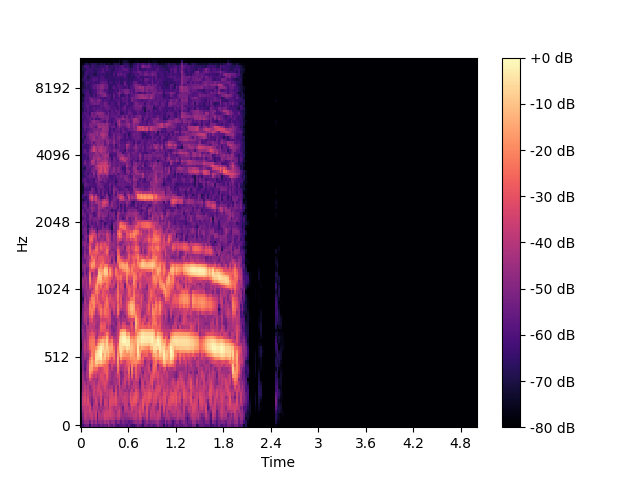 Hz
8192
4096
2048
1024
512
0
0 0.6 1.2 1.8 2.4 3 3.6 4.2 4.8
Time
+0 dB
-10 dB
-20 dB
-30 dB
-40 dB
-50 dB
-60 dB
-70 dB
-80 dB